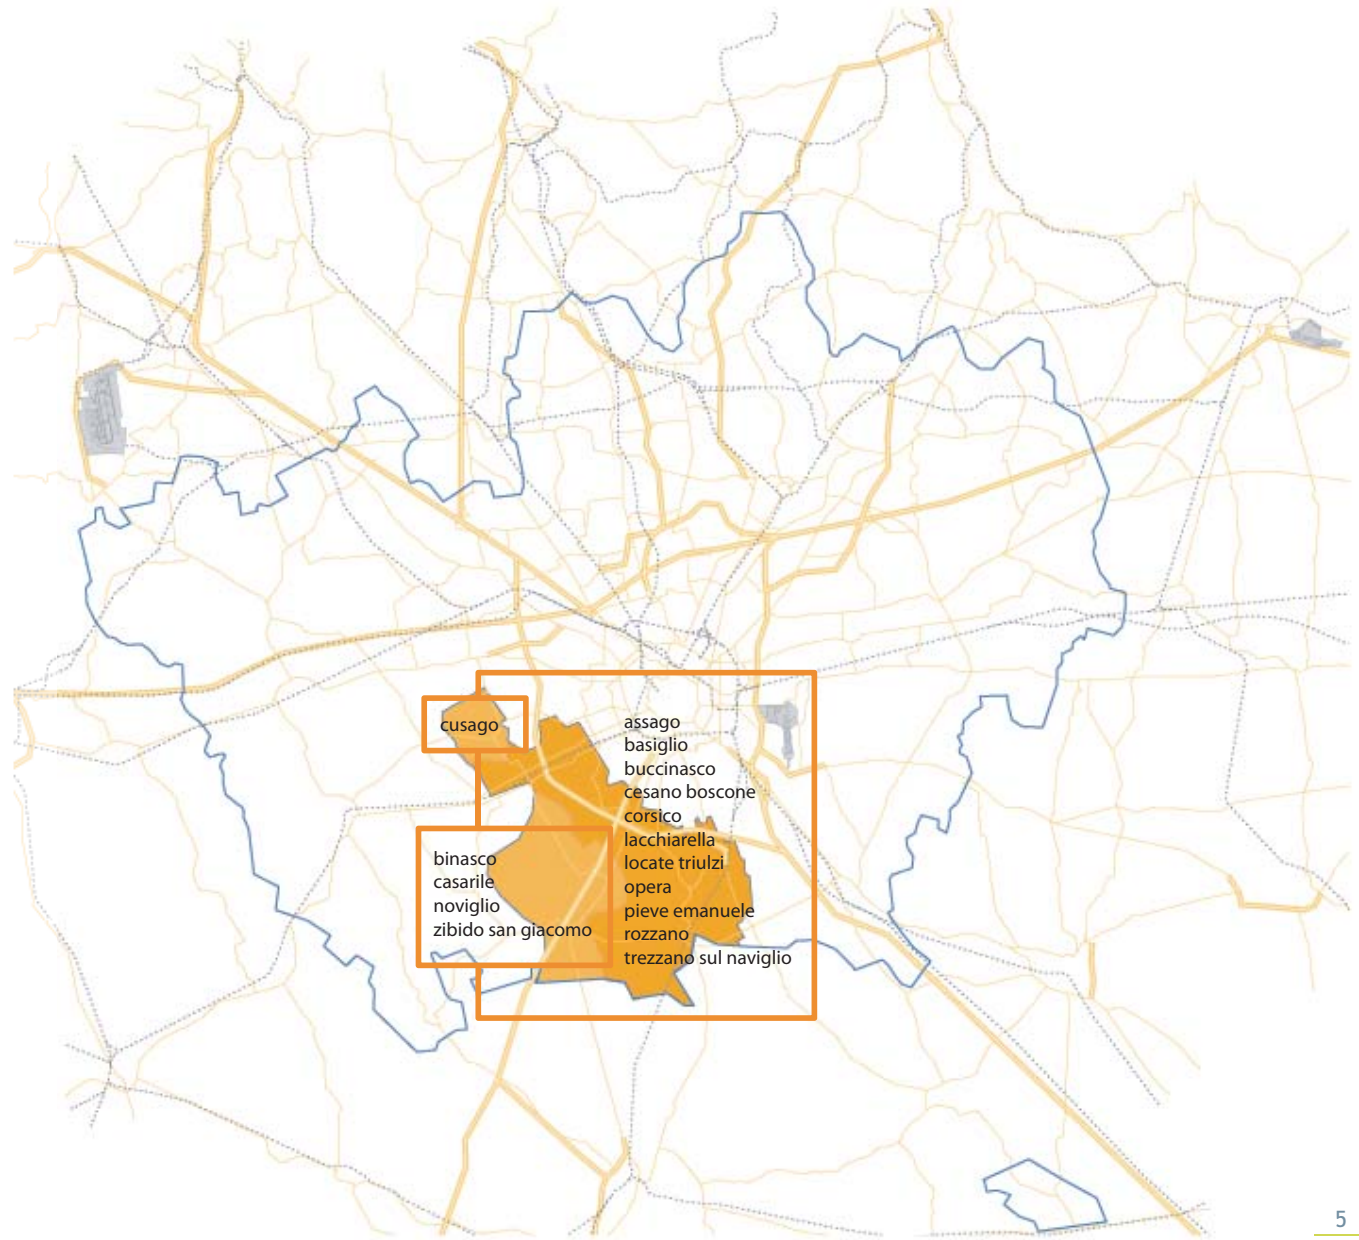 cusago
assago
basiglio
buccinasco
cesano boscone
corsico
lacchiarella
locate triulzi
opera
pieve emanuele
rozzano
trezzano sul naviglio
binasco
casarile
noviglio
zibido san giacomo
5